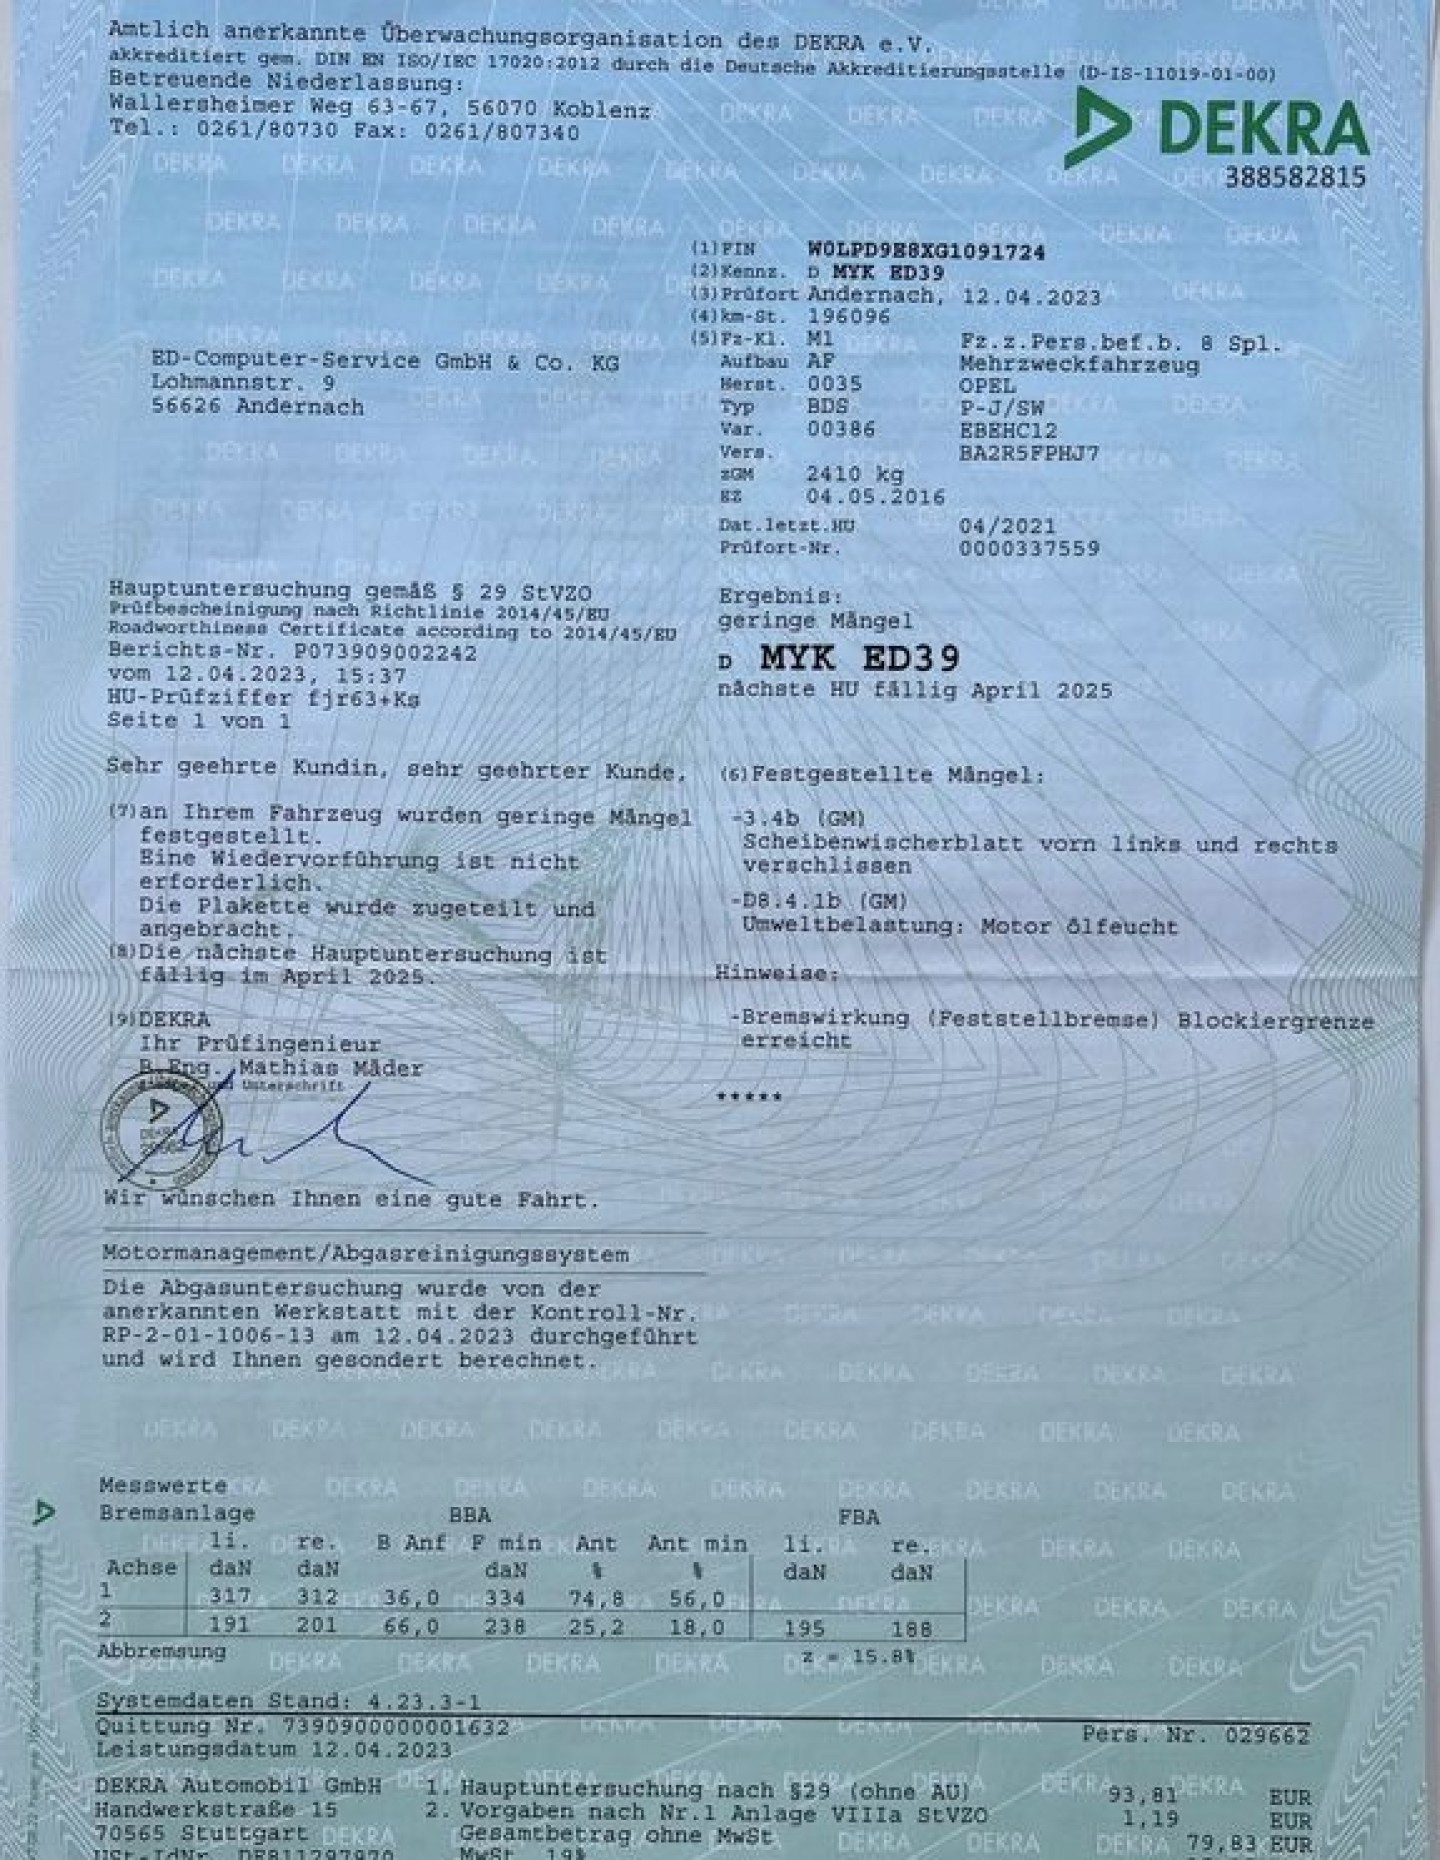 Amtlich anerkannte Überwachungsorganisation des DEKRA e.V.
akkreditiert gem. DIN EN ISO/IEC 17020:2012 durch die Deutsche Akkreditierungsstelle (D-IS-11019-01-00)
Betreuende Niederlassung:
Wallersheimer Weg 63-67, 56070 Koblenz
Tel.: 0261/80730 Fax: 0261/807340
DEKRA
388582815
(1) FIN W0LPD9E8XG1091724
(2) Kennz. D MYK ED39
(3) Prüfort Andernach, 12.04.2023
(4) km-St. 196096
(5) Fz-Kl. M1 Fz.z.Pers.bef.b. 8 Spl.
Aufbau AF Mehrzweckfahrzeug
Herst. 0035 OPEL
Typ BDS P-J/SW
Var. 00386 EBEHC12
Vers. BA2R5FPHJ7
zGM 2410 kg
EZ 04.05.2016
Dat.letzt.HU 04/2021
Prüfort-Nr. 0000337559
ED-Computer-Service GmbH & Co. KG
Lohmannstr. 9
56626 Andernach
Hauptuntersuchung gemäß § 29 StVZO
Prüfbescheinigung nach Richtlinie 2014/45/EU
Roadworthiness Certificate according to 2014/45/EU
Berichts-Nr. P073909002242
vom 12.04.2023, 15:37
HU-Prüfziffer fjr63+Ks
Seite 1 von 1
Ergebnis:
geringe Mängel
D MYK ED39
nächste HU fällig April 2025
Sehr geehrte Kundin, sehr geehrter Kunde,
(7) an Ihrem Fahrzeug wurden geringe Mängel
festgestellt.
Eine Wiedervorführung ist nicht
erforderlich.
Die Plakette wurde zugeteilt und
angebracht.
(8) Die nächste Hauptuntersuchung ist
fällig im April 2025.
(9) DEKRA
Ihr Prüfingenieur
B.Eng. Mathias Mäder
und Unterschrift
Wir wünschen Ihnen eine gute Fahrt.
(6) Festgestellte Mängel:
-3.4b (GM)
Scheibenwischerblatt vorn links und rechts
verschlissen
-D8.4.1b (GM)
Umweltbelastung: Motor ölfeucht
Hinweise:
-Bremswirkung (Feststellbremse) Blockiergrenze
erreicht
*****
Motormanagement/Abgasreinigungssystem
Die Abgasuntersuchung wurde von der
anerkannten Werkstatt mit der Kontroll-Nr.
RP-2-01-1006-13 am 12.04.2023 durchgeführt
und wird Ihnen gesondert berechnet.
Messwerte
Bremsanlage BBA FBA
li. re. B Anf F min Ant Ant min li. re.
Achse daN daN daN % % daN daN
1 317 312 36,0 334 74,8 56,0
2 191 201 66,0 238 25,2 18,0 195 188
Abbremsung z = 15.8%
Systemdaten Stand: 4.23.3-1
Quittung Nr. 7390900000001632 Pers. Nr. 029662
Leistungsdatum 12.04.2023
DEKRA Automobil GmbH 1. Hauptuntersuchung nach §29 (ohne AU) 93,81 EUR
Handwerkstraße 15 2. Vorgaben nach Nr.1 Anlage VIIIa StVZO 1,19 EUR
70565 Stuttgart Gesamtbetrag ohne MwSt 79,83 EUR
USt-IdNr. DE811297970 MwSt 19%